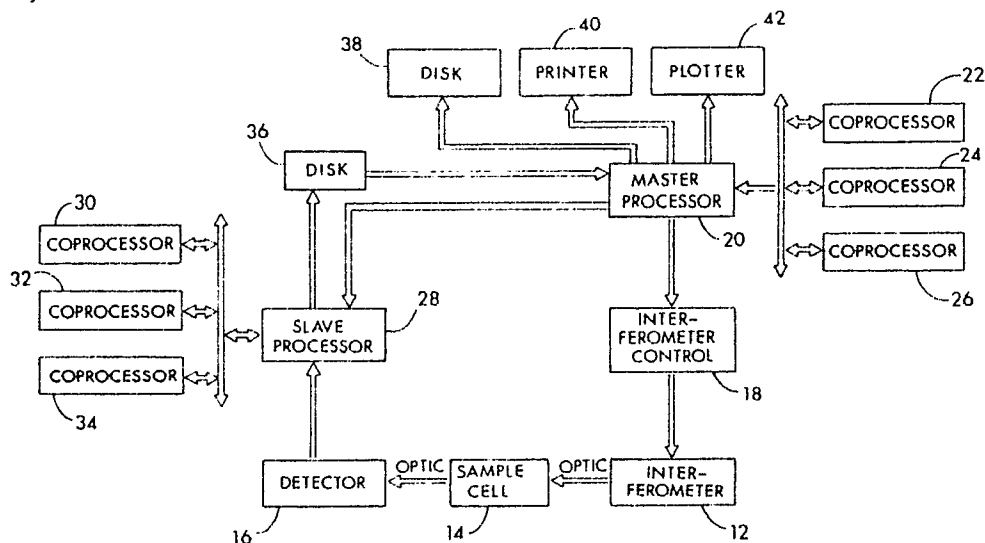 38
40
42
DISK
PRINTER
PLOTTER
22
COPROCESSOR
24
COPROCESSOR
COPROCESSOR
26
36
DISK
MASTER
PROCESSOR
20
30
COPROCESSOR
32
COPROCESSOR
COPROCESSOR
34
SLAVE
PROCESSOR
28
INTER-
FEROMETER
CONTROL
18
DETECTOR
16
OPTIC
SAMPLE
CELL
14
OPTIC
INTER-
FEROMETER
12